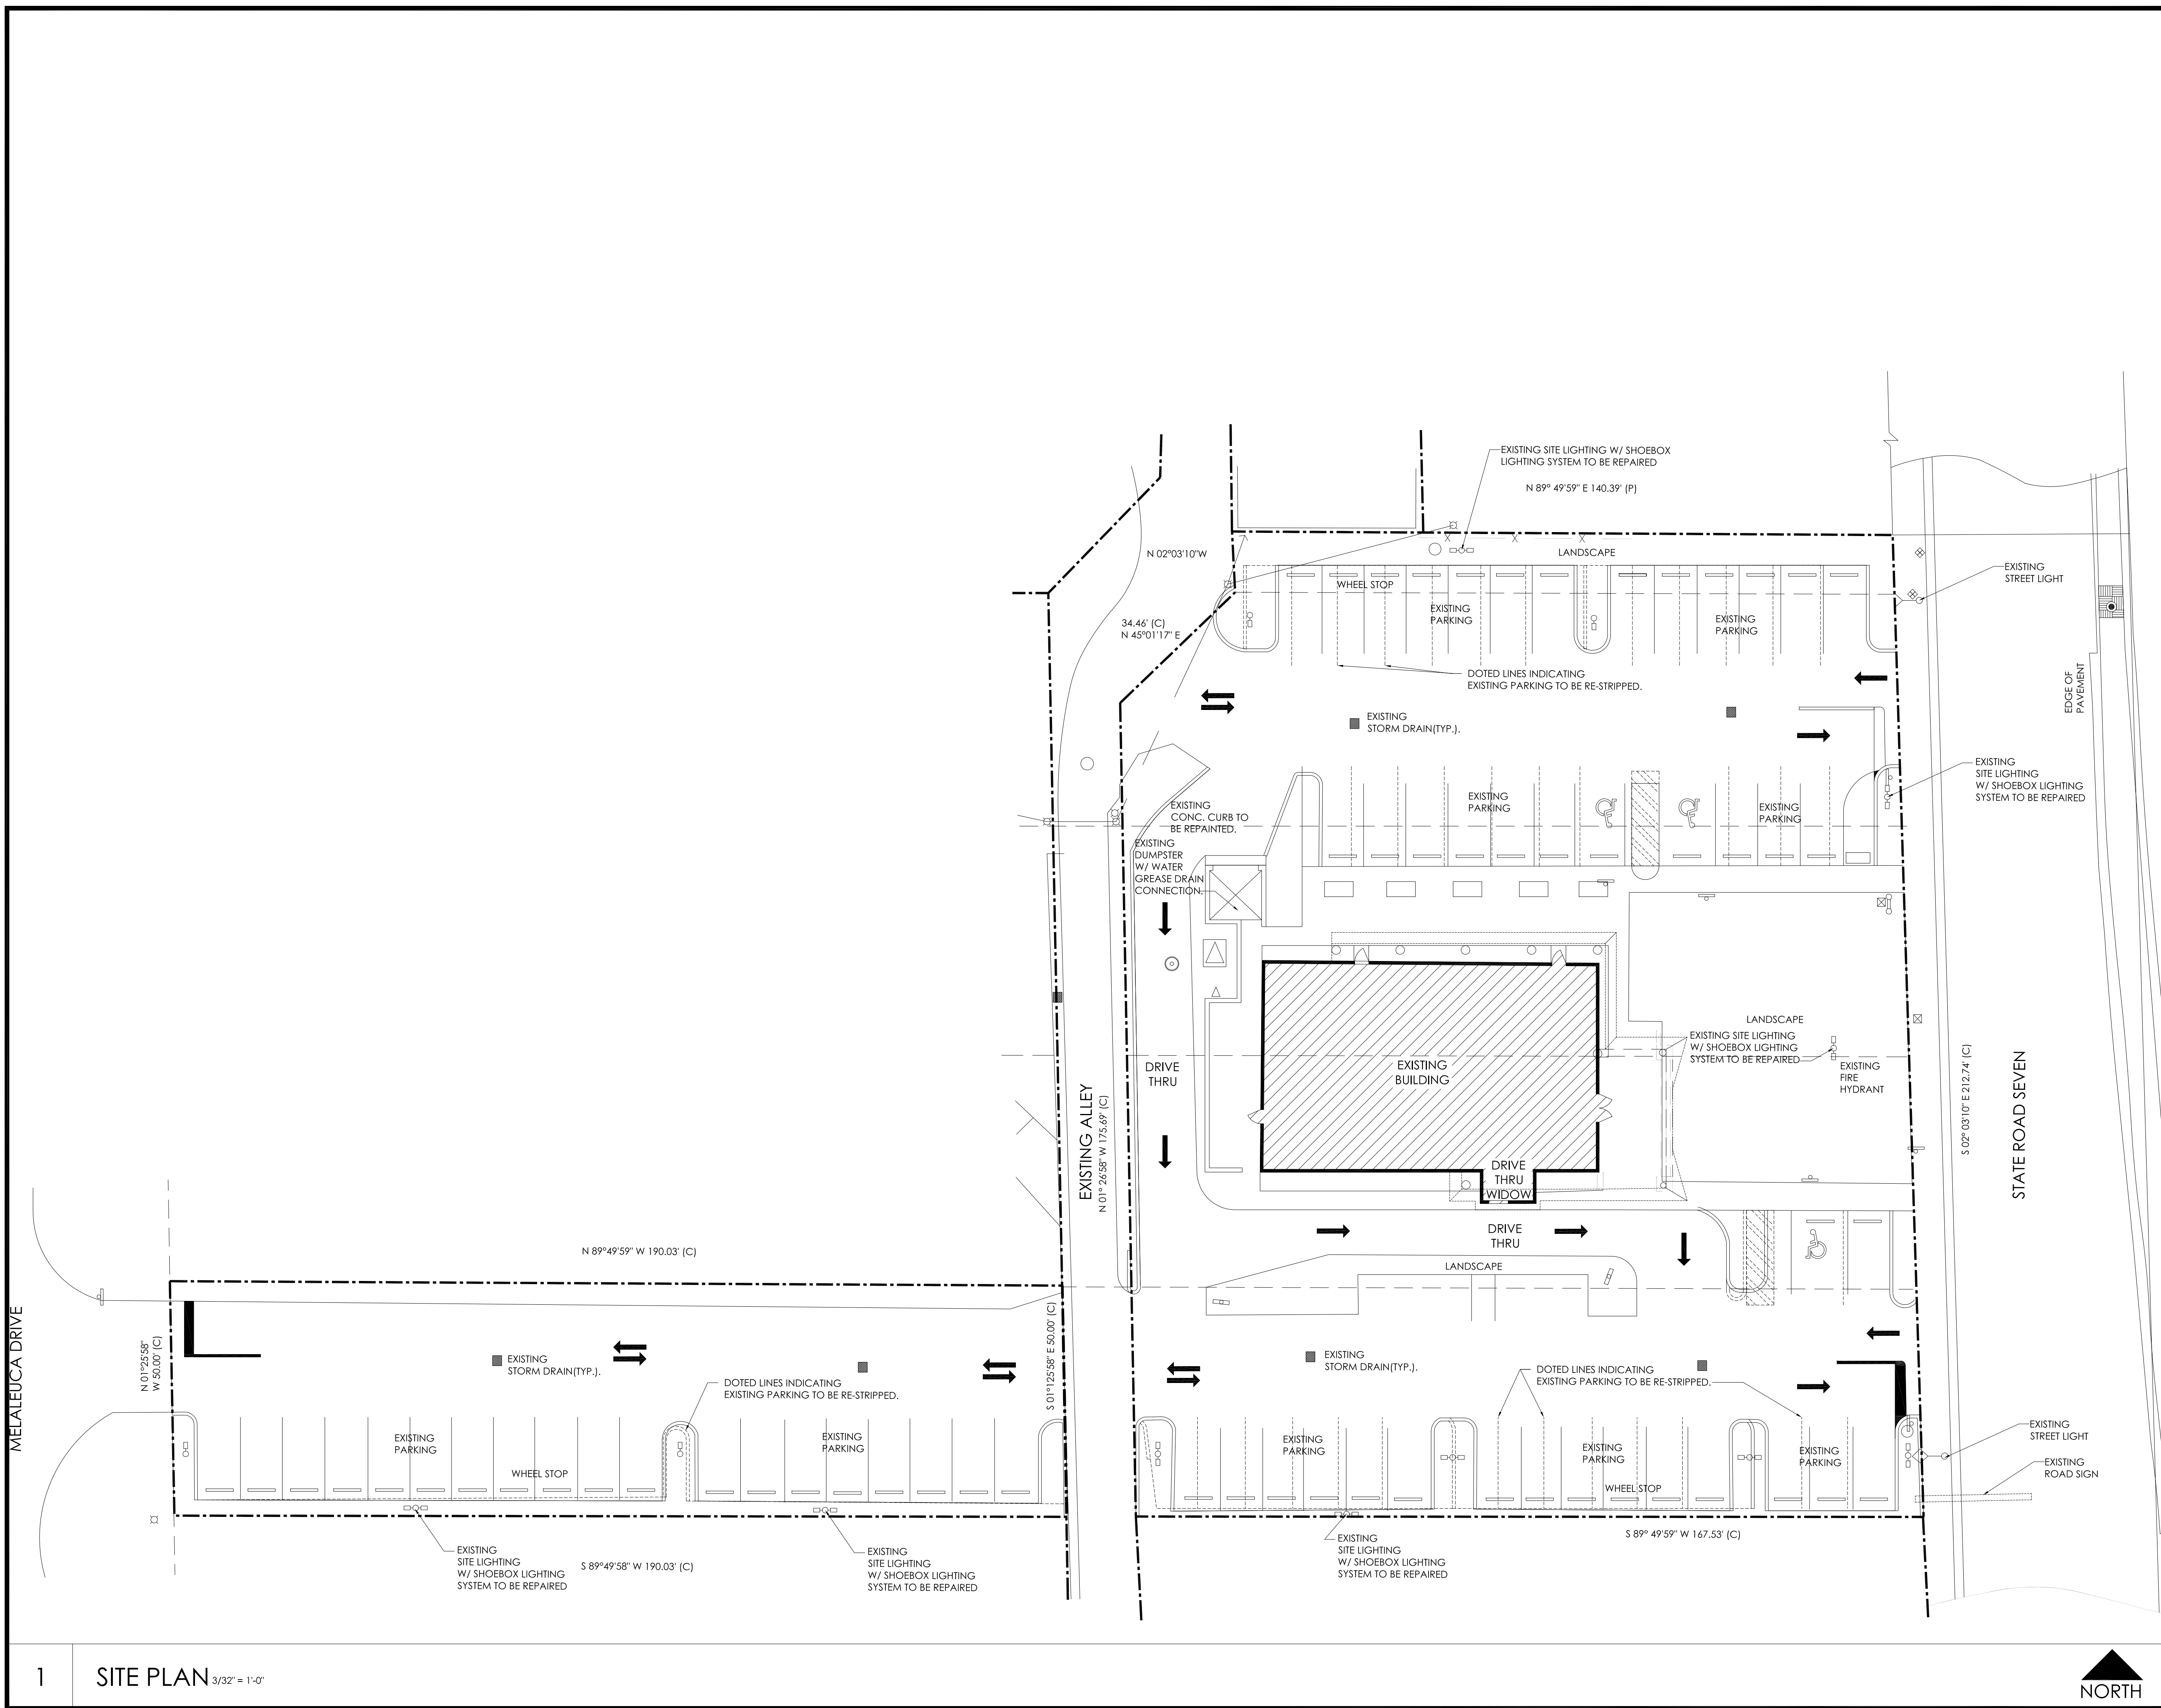 EXISTING SITE LIGHTING W/ SHOEBOX
LIGHTING SYSTEM TO BE REPAIRED
N 89° 49'59" E 140.39' (P)
N 02°03'10"W
LANDSCAPE
EXISTING
STREET LIGHT
WHEEL STOP
EXISTING
PARKING
EXISTING
PARKING
34.46' (C)
N 45°01'17" E
DOTED LINES INDICATING
EXISTING PARKING TO BE RE-STRIPPED.
EDGE OF
PAVEMENT
EXISTING
STORM DRAIN(TYP.).
EXISTING
SITE LIGHTING
W/ SHOEBOX LIGHTING
SYSTEM TO BE REPAIRED
EXISTING
CONC. CURB TO
BE REPAINTED.
EXISTING
PARKING
EXISTING
PARKING
EXISTING
DUMPSTER
W/ WATER
GREASE DRAIN
CONNECTION.
LANDSCAPE
EXISTING SITE LIGHTING
W/ SHOEBOX LIGHTING
SYSTEM TO BE REPAIRED
EXISTING
FIRE
HYDRANT
DRIVE
THRU
EXISTING
BUILDING
EXISTING ALLEY
N 01° 26'58" W 175.69' (C)
S 02° 03'10" E 212.74' (C)
STATE ROAD SEVEN
DRIVE
THRU
WIDOW
DRIVE
THRU
LANDSCAPE
N 89°49'59" W 190.03' (C)
MELALEUCA DRIVE
N 01°25'58"
W 50.00' (C)
S 01°125'58" E 50.00' (C)
EXISTING
STORM DRAIN(TYP.).
DOTED LINES INDICATING
EXISTING PARKING TO BE RE-STRIPPED.
EXISTING
STORM DRAIN(TYP.).
DOTED LINES INDICATING
EXISTING PARKING TO BE RE-STRIPPED.
EXISTING
PARKING
WHEEL STOP
EXISTING
PARKING
EXISTING
PARKING
EXISTING
PARKING
WHEEL STOP
EXISTING
PARKING
EXISTING
STREET LIGHT
EXISTING
ROAD SIGN
EXISTING
SITE LIGHTING
W/ SHOEBOX LIGHTING
SYSTEM TO BE REPAIRED
S 89°49'58" W 190.03' (C)
EXISTING
SITE LIGHTING
W/ SHOEBOX LIGHTING
SYSTEM TO BE REPAIRED
EXISTING
SITE LIGHTING
W/ SHOEBOX LIGHTING
SYSTEM TO BE REPAIRED
S 89° 49'59" W 167.53' (C)
1
SITE PLAN 3/32" = 1'-0"
NORTH